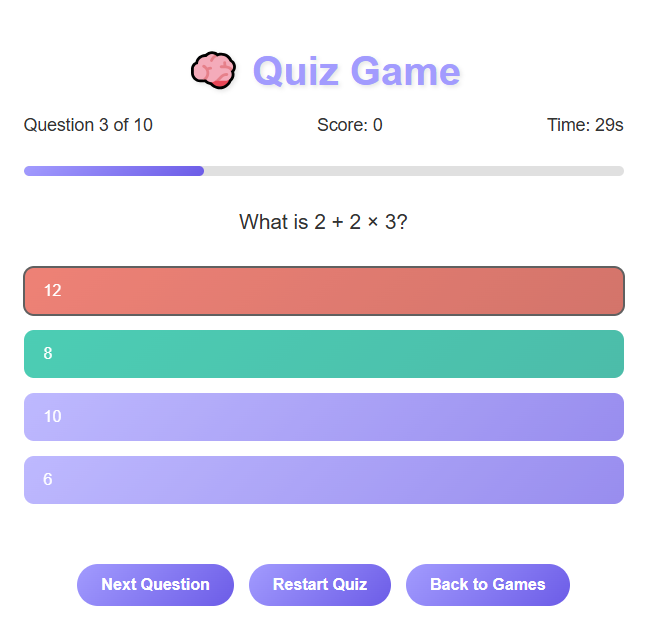 Quiz Game
Question 3 of 10 Score: 0 Time: 29s
What is 2 + 2 × 3?
12
8
10
6
Next Question Restart Quiz Back to Games